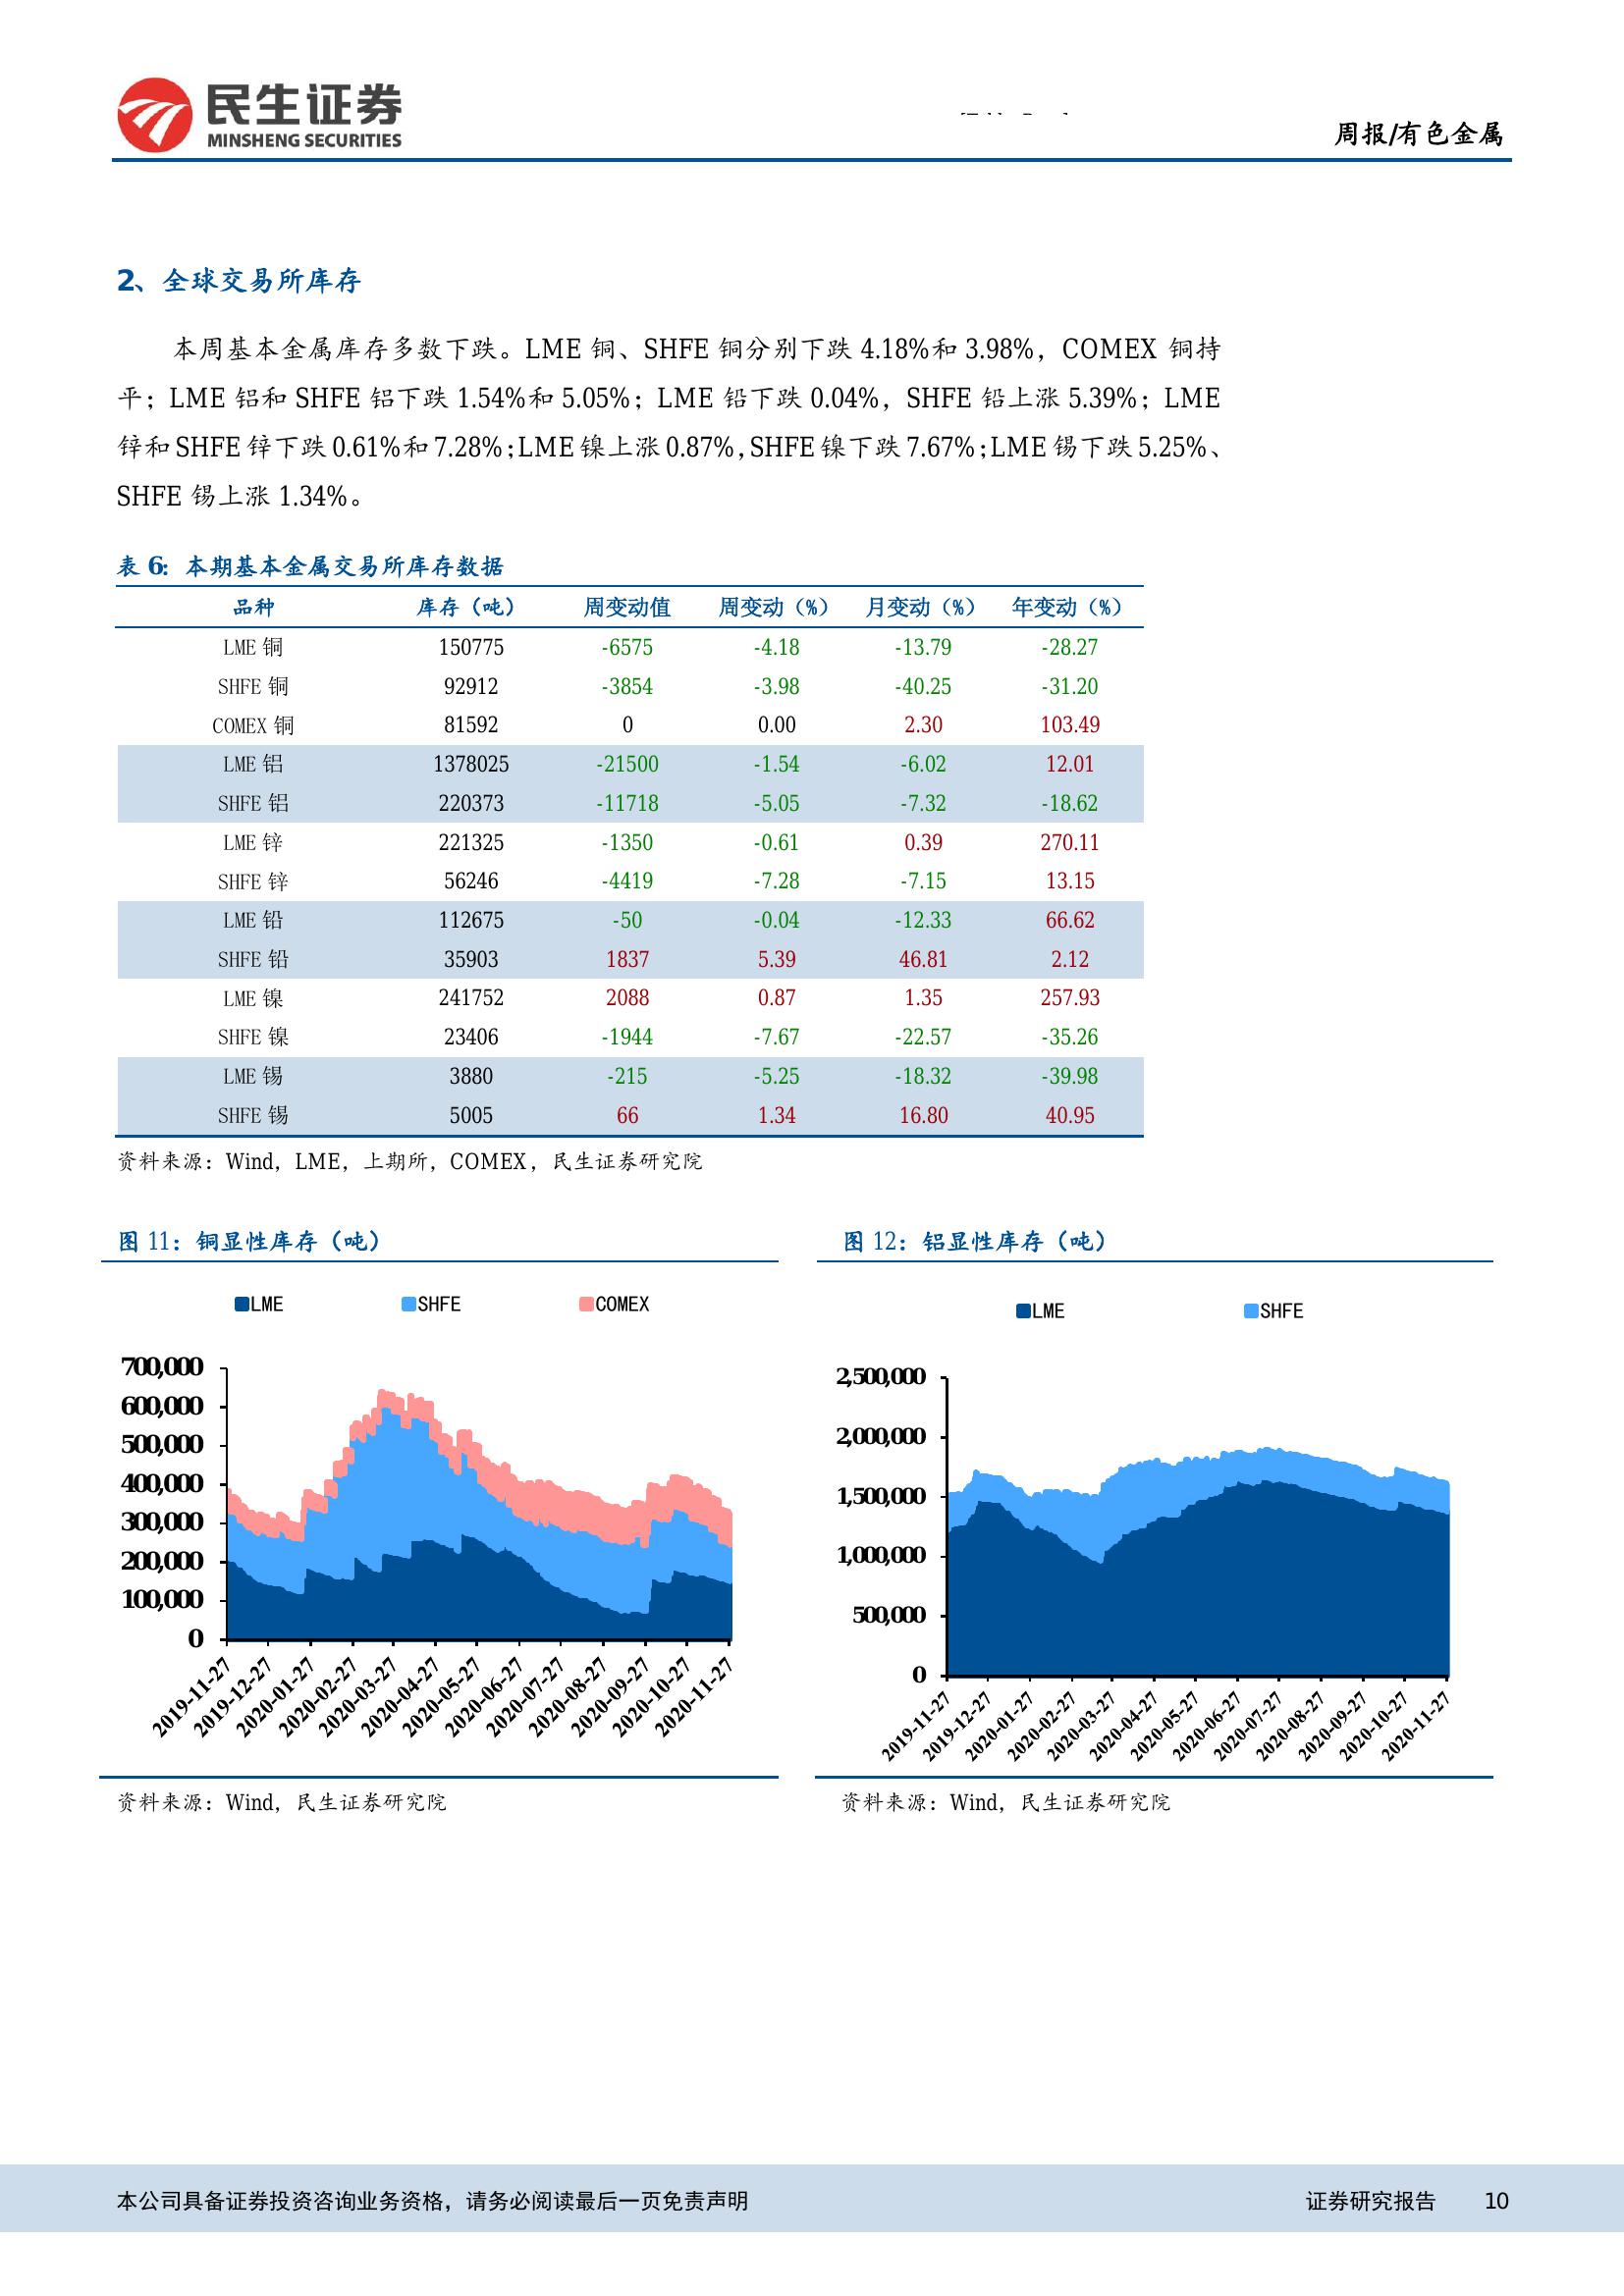 民生证券
MINSHENG SECURITIES
周报/有色金属
2、全球交易所库存
本周基本金属库存多数下跌。LME 铜、SHFE 铜分别下跌 4.18%和 3.98%，COMEX 铜持
平；LME 铝和 SHFE 铝下跌 1.54%和 5.05%；LME 铅下跌 0.04%，SHFE 铅上涨 5.39%；LME
锌和 SHFE 锌下跌 0.61%和 7.28%；LME 镍上涨 0.87%，SHFE 镍下跌 7.67%；LME 锡下跌 5.25%、
SHFE 锡上涨 1.34%。
表 6：本期基本金属交易所库存数据
品种 库存（吨） 周变动值 周变动（%） 月变动（%） 年变动（%）
LME 铜 150775 -6575 -4.18 -13.79 -28.27
SHFE 铜 92912 -3854 -3.98 -40.25 -31.20
COMEX 铜 81592 0 0.00 2.30 103.49
LME 铝 1378025 -21500 -1.54 -6.02 12.01
SHFE 铝 220373 -11718 -5.05 -7.32 -18.62
LME 锌 221325 -1350 -0.61 0.39 270.11
SHFE 锌 56246 -4419 -7.28 -7.15 13.15
LME 铅 112675 -50 -0.04 -12.33 66.62
SHFE 铅 35903 1837 5.39 46.81 2.12
LME 镍 241752 2088 0.87 1.35 257.93
SHFE 镍 23406 -1944 -7.67 -22.57 -35.26
LME 锡 3880 -215 -5.25 -18.32 -39.98
SHFE 锡 5005 66 1.34 16.80 40.95
资料来源：Wind，LME，上期所，COMEX，民生证券研究院
图 11：铜显性库存（吨）
LME SHFE COMEX
700,000
600,000
500,000
400,000
300,000
200,000
100,000
0
2019-11-27 2019-12-27 2020-01-27 2020-02-27 2020-03-27 2020-04-27 2020-05-27 2020-06-27 2020-07-27 2020-08-27 2020-09-27 2020-10-27 2020-11-27
资料来源：Wind，民生证券研究院
图 12：铝显性库存（吨）
LME SHFE
2,500,000
2,000,000
1,500,000
1,000,000
500,000
0
2019-11-27 2019-12-27 2020-01-27 2020-02-27 2020-03-27 2020-04-27 2020-05-27 2020-06-27 2020-07-27 2020-08-27 2020-09-27 2020-10-27 2020-11-27
资料来源：Wind，民生证券研究院
本公司具备证券投资咨询业务资格，请务必阅读最后一页免责声明 证券研究报告 10